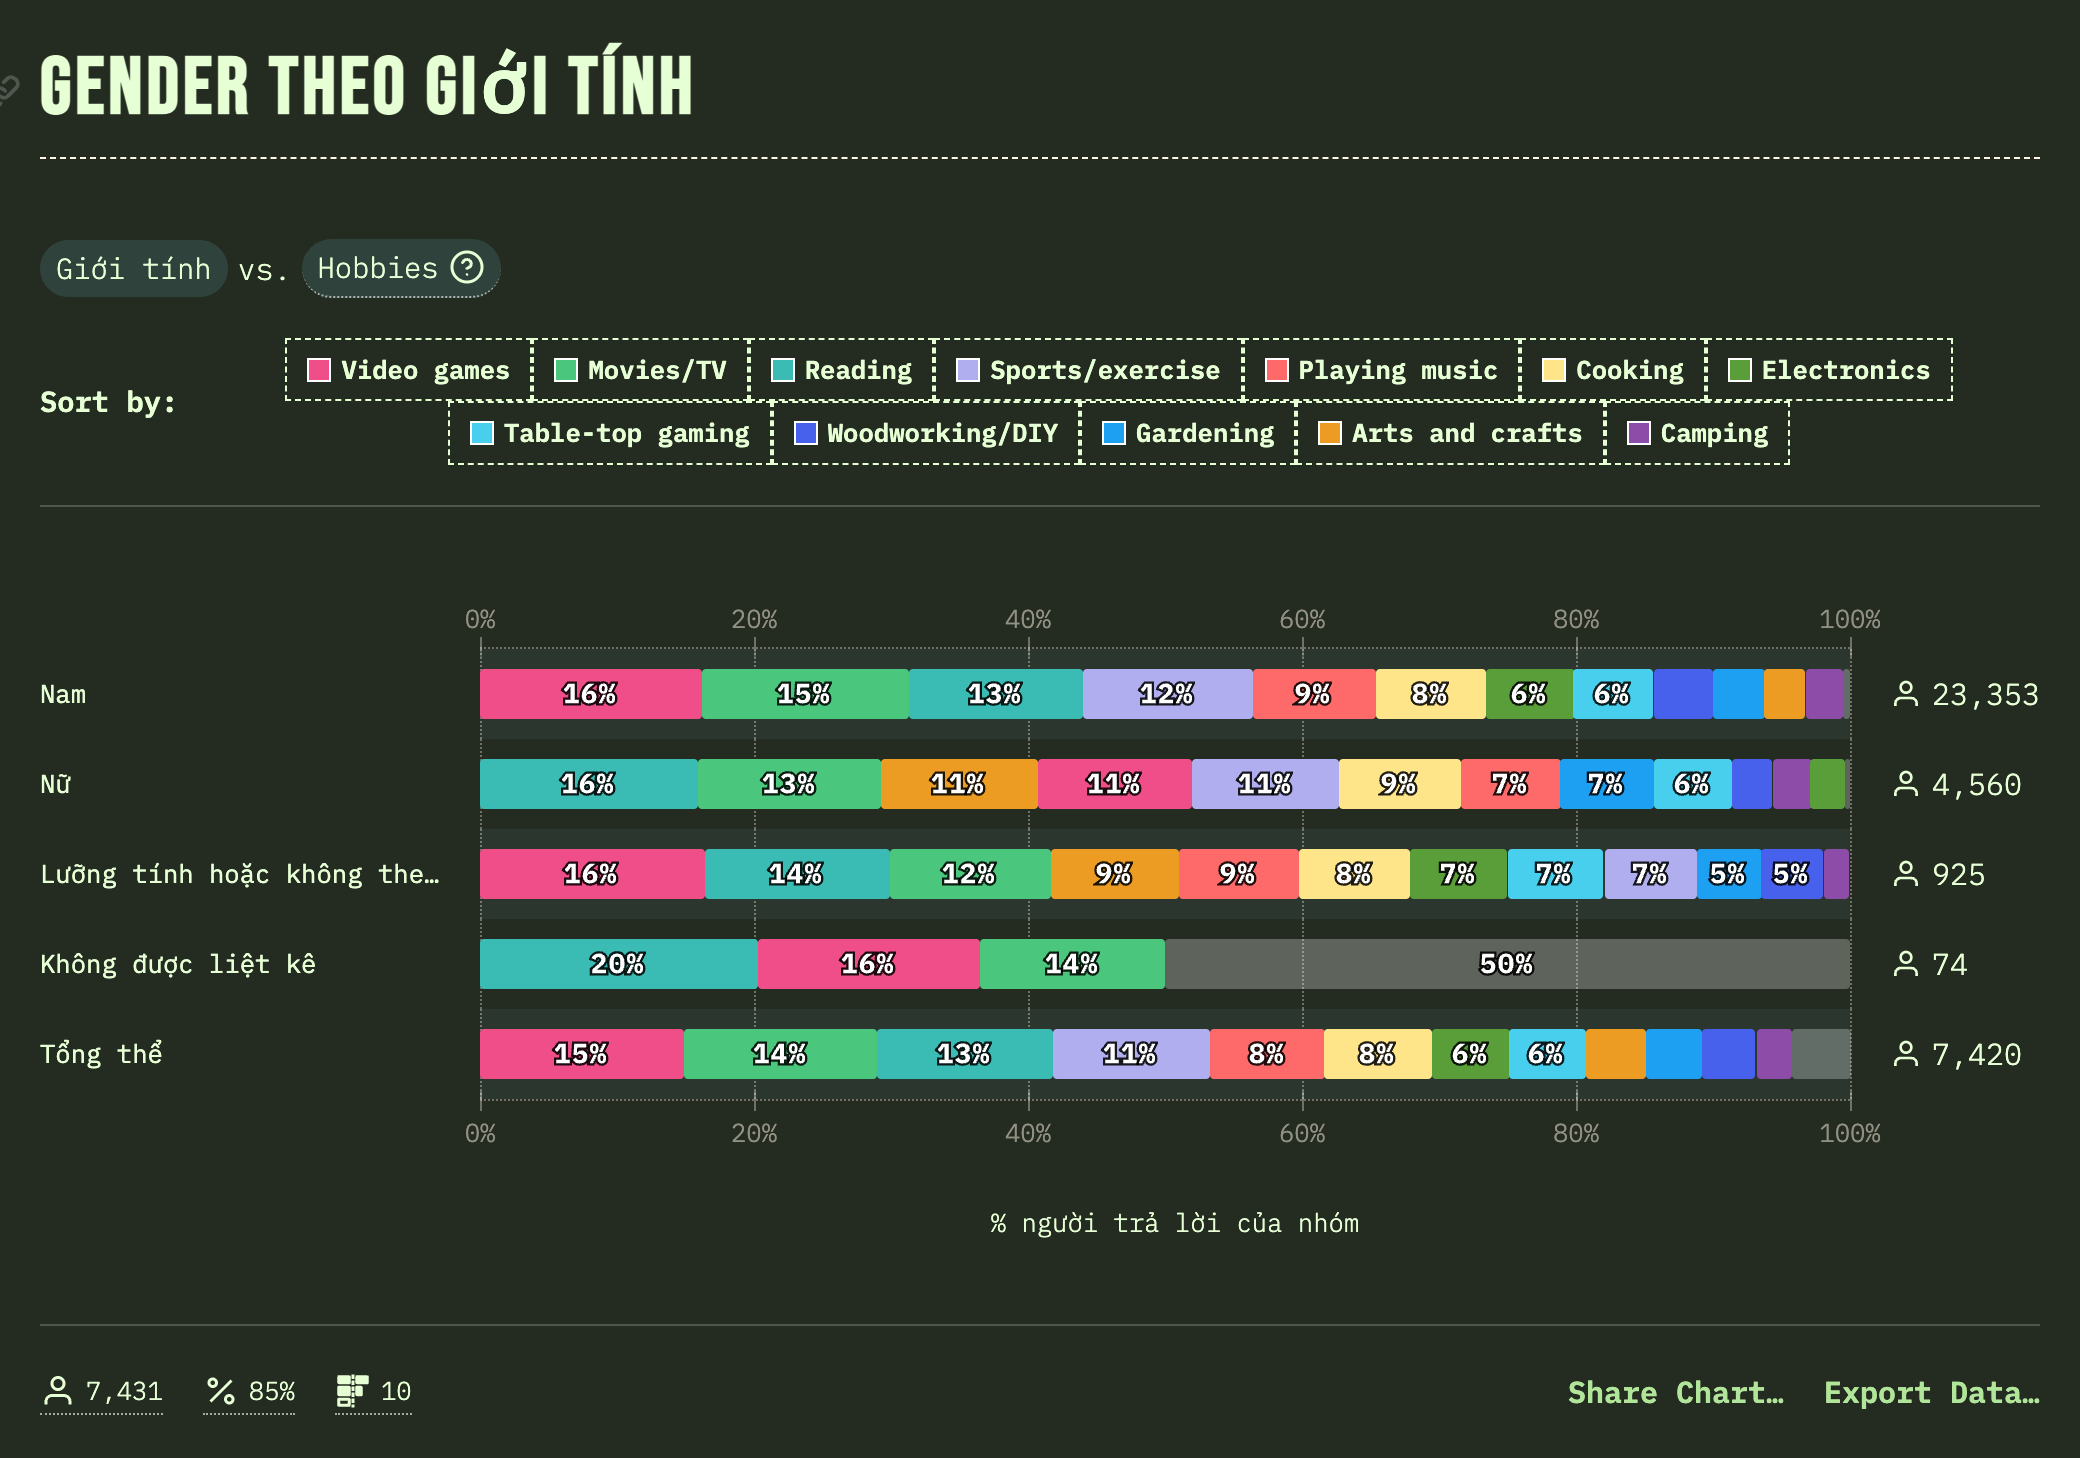 GENDER THEO GIỚI TÍNH
Giới tính vs. Hobbies ?
Sort by:
Video games Movies/TV Reading Sports/exercise Playing music Cooking Electronics
Table-top gaming Woodworking/DIY Gardening Arts and crafts Camping
0% 20% 40% 60% 80% 100%
Nam 16% 15% 13% 12% 9% 8% 6% 6% 23,353
Nữ 16% 13% 11% 11% 11% 9% 7% 7% 6% 4,560
Lưỡng tính hoặc không the… 16% 14% 12% 9% 9% 8% 7% 7% 7% 5% 5% 925
Không được liệt kê 20% 16% 14% 50% 74
Tổng thể 15% 14% 13% 11% 8% 8% 6% 6% 7,420
0% 20% 40% 60% 80% 100%
% người trả lời của nhóm
7,431 85% 10 Share Chart… Export Data…